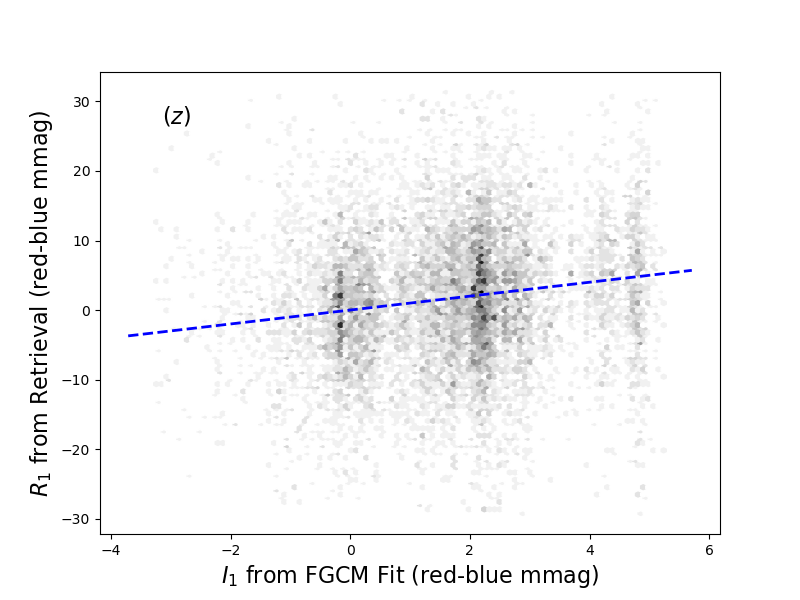 (z)
30
20
10
0
−10
−20
−30
R₁ from Retrieval (red-blue mmag)
−4 −2 0 2 4 6
I₁ from FGCM Fit (red-blue mmag)